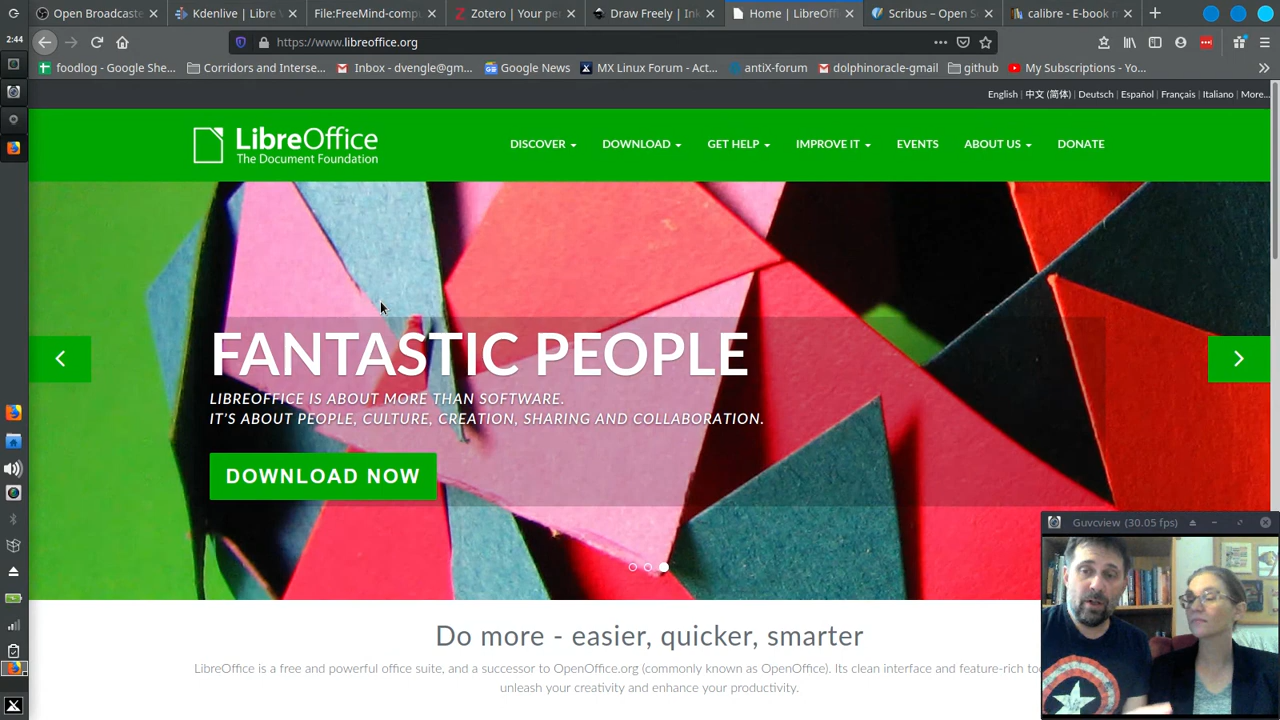 Open Broadcaste
Kdenlive | Libre V
File:FreeMind-comp
Zotero | Your pe
Draw Freely | Ink
Home | LibreOffi
Scribus – Open S
calibre - E-book m
2:44
https://www.libreoffice.org
foodlog - Google She...
Corridors and Interse...
Inbox - dvengle@gm...
Google News
MX Linux Forum - Act...
antiX-forum
dolphinoracle-gmail
github
My Subscriptions - Yo...
English | 中文 (简体) | Deutsch | Español | Français | Italiano | More...
LibreOffice
The Document Foundation
DISCOVER
DOWNLOAD
GET HELP
IMPROVE IT
EVENTS
ABOUT US
DONATE
FANTASTIC PEOPLE
LIBREOFFICE IS ABOUT MORE THAN SOFTWARE.
IT'S ABOUT PEOPLE, CULTURE, CREATION, SHARING AND COLLABORATION.
DOWNLOAD NOW
Guvcview (30.05 fps)
Do more - easier, quicker, smarter
LibreOffice is a free and powerful office suite, and a successor to OpenOffice.org (commonly known as OpenOffice). Its clean interface and feature-rich to
unleash your creativity and enhance your productivity.